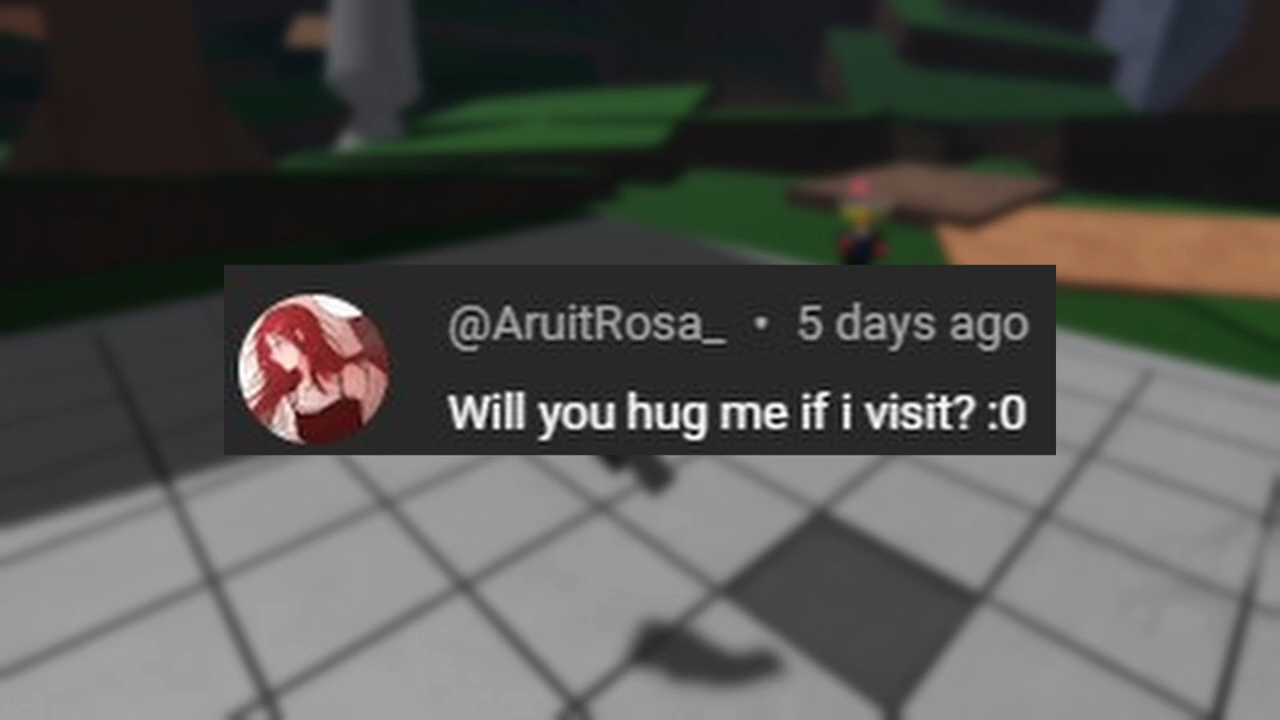 @AruitRosa_ • 5 days ago
Will you hug me if i visit? :0